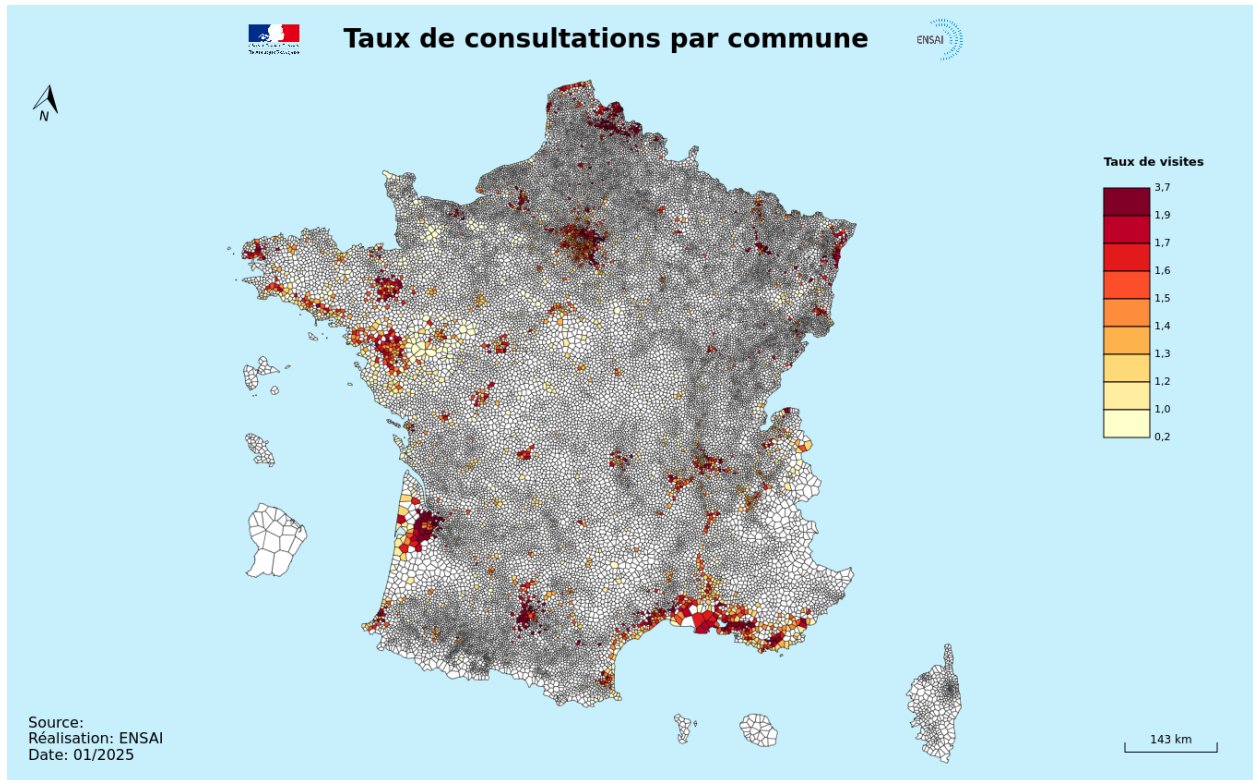 Taux de consultations par commune
ENSAI
N
Taux de visites
3,7
1,9
1,7
1,6
1,5
1,4
1,3
1,2
1,0
0,2
Source:
Réalisation: ENSAI
Date: 01/2025
143 km